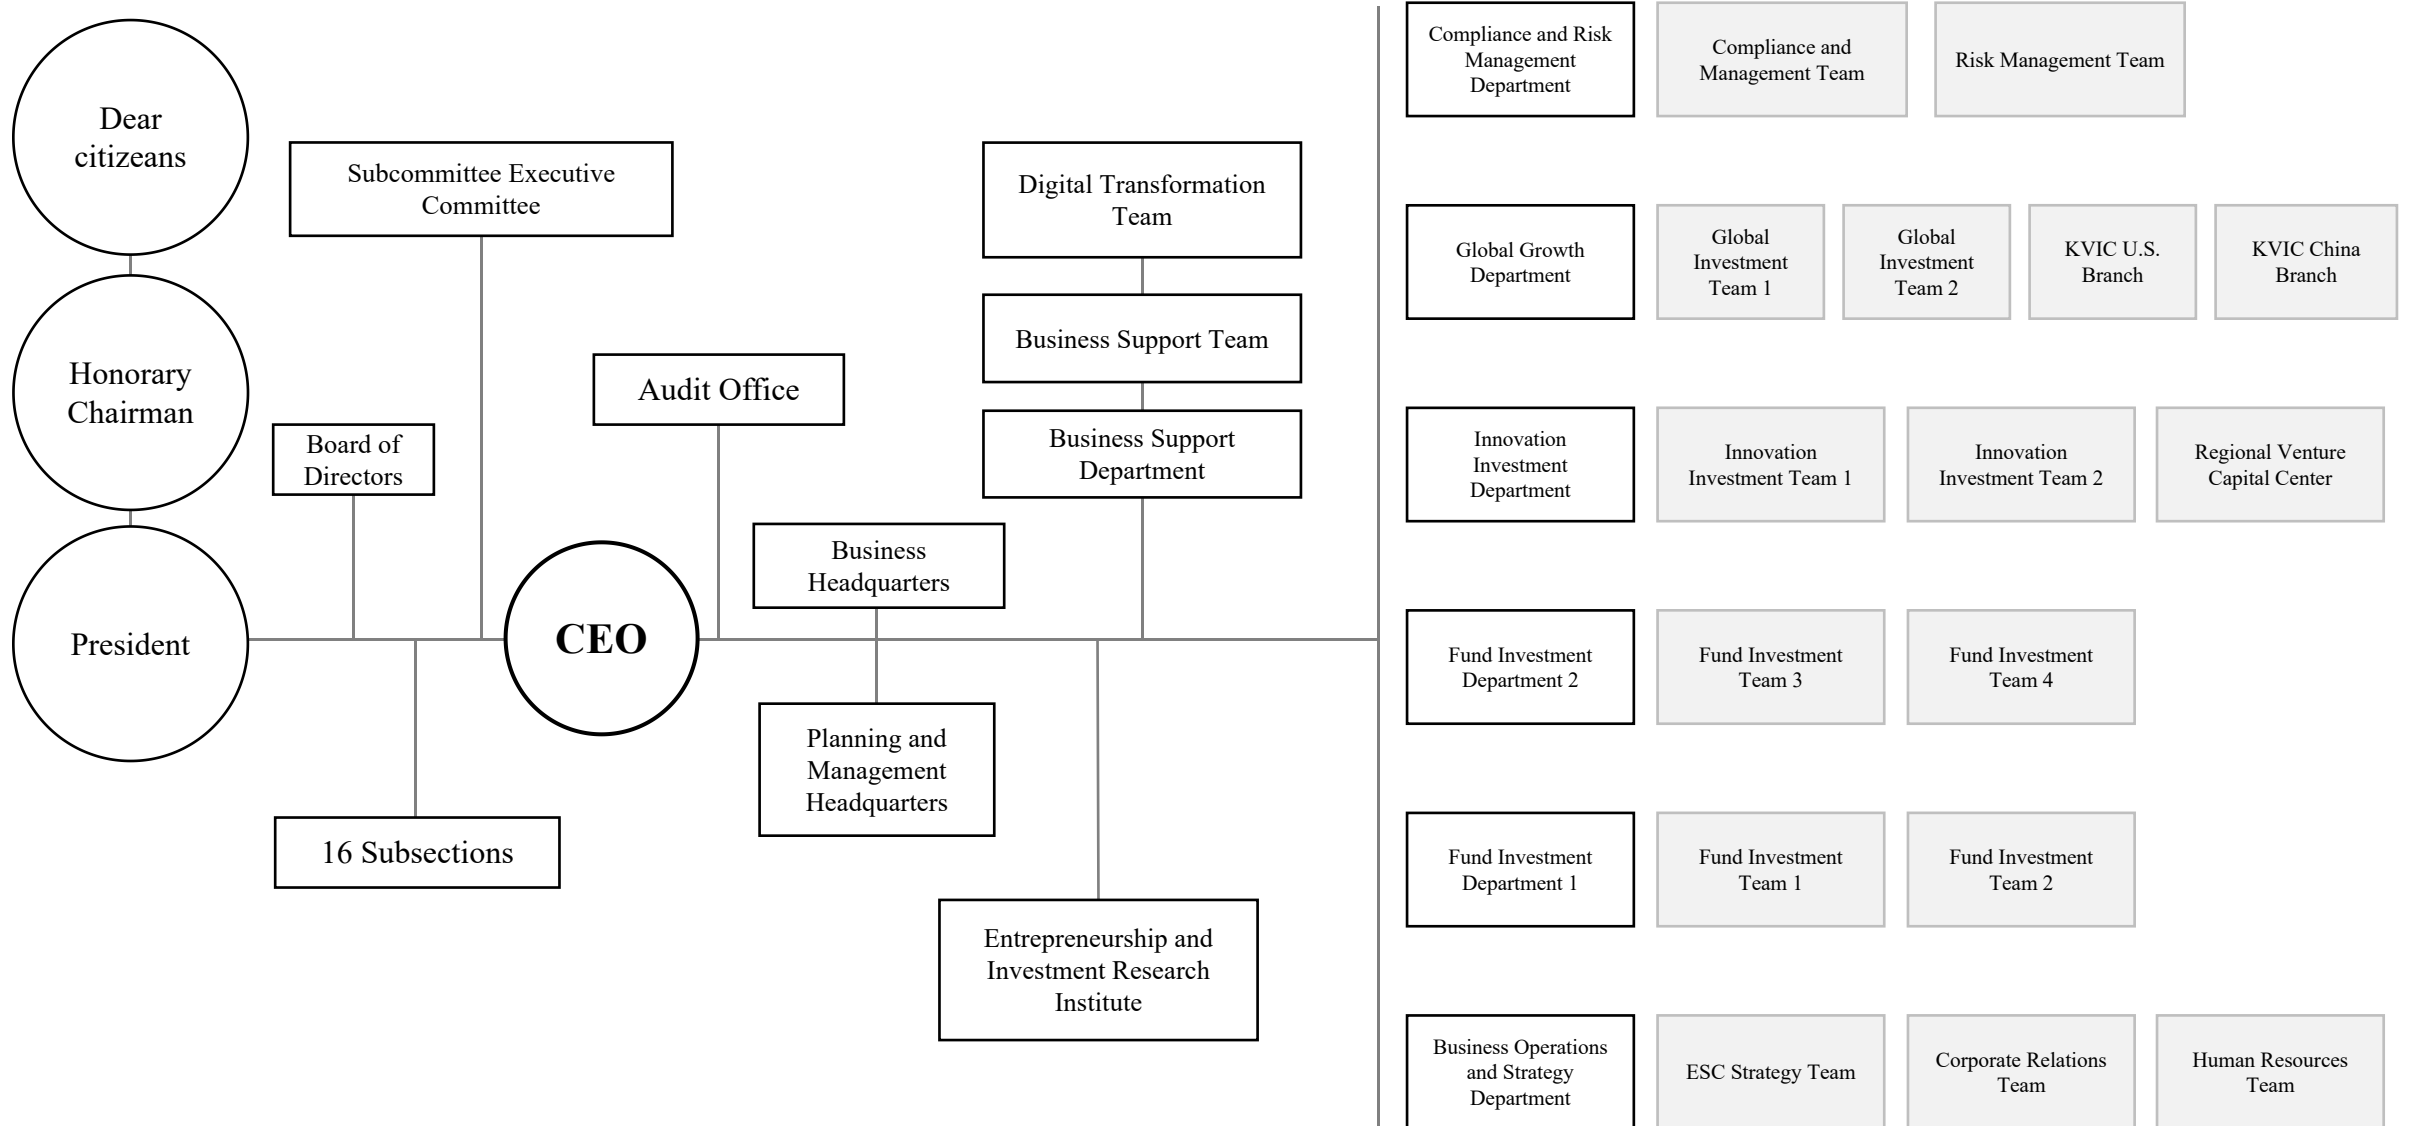 Dear
citizeans
Honorary
Chairman
President
Subcommittee Executive
Committee
Board of
Directors
16 Subsections
CEO
Audit Office
Business
Headquarters
Planning and
Management
Headquarters
Digital Transformation
Team
Business Support Team
Business Support
Department
Entrepreneurship and
Investment Research
Institute
Compliance and Risk
Management
Department
Compliance and
Management Team
Risk Management Team
Global Growth
Department
Global
Investment
Team 1
Global
Investment
Team 2
KVIC U.S.
Branch
KVIC China
Branch
Innovation
Investment
Department
Innovation
Investment Team 1
Innovation
Investment Team 2
Regional Venture
Capital Center
Fund Investment
Department 2
Fund Investment
Team 3
Fund Investment
Team 4
Fund Investment
Department 1
Fund Investment
Team 1
Fund Investment
Team 2
Business Operations
and Strategy
Department
ESC Strategy Team
Corporate Relations
Team
Human Resources
Team